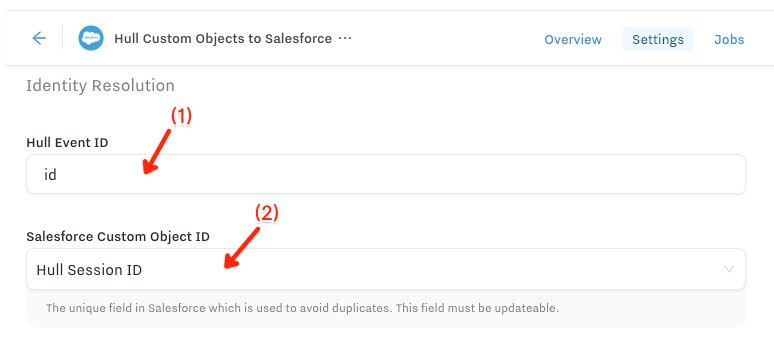 Hull Custom Objects to Salesforce ···
Overview
Settings
Jobs
Identity Resolution
(1)
Hull Event ID
id
(2)
Salesforce Custom Object ID
Hull Session ID
The unique field in Salesforce which is used to avoid duplicates. This field must be updateable.